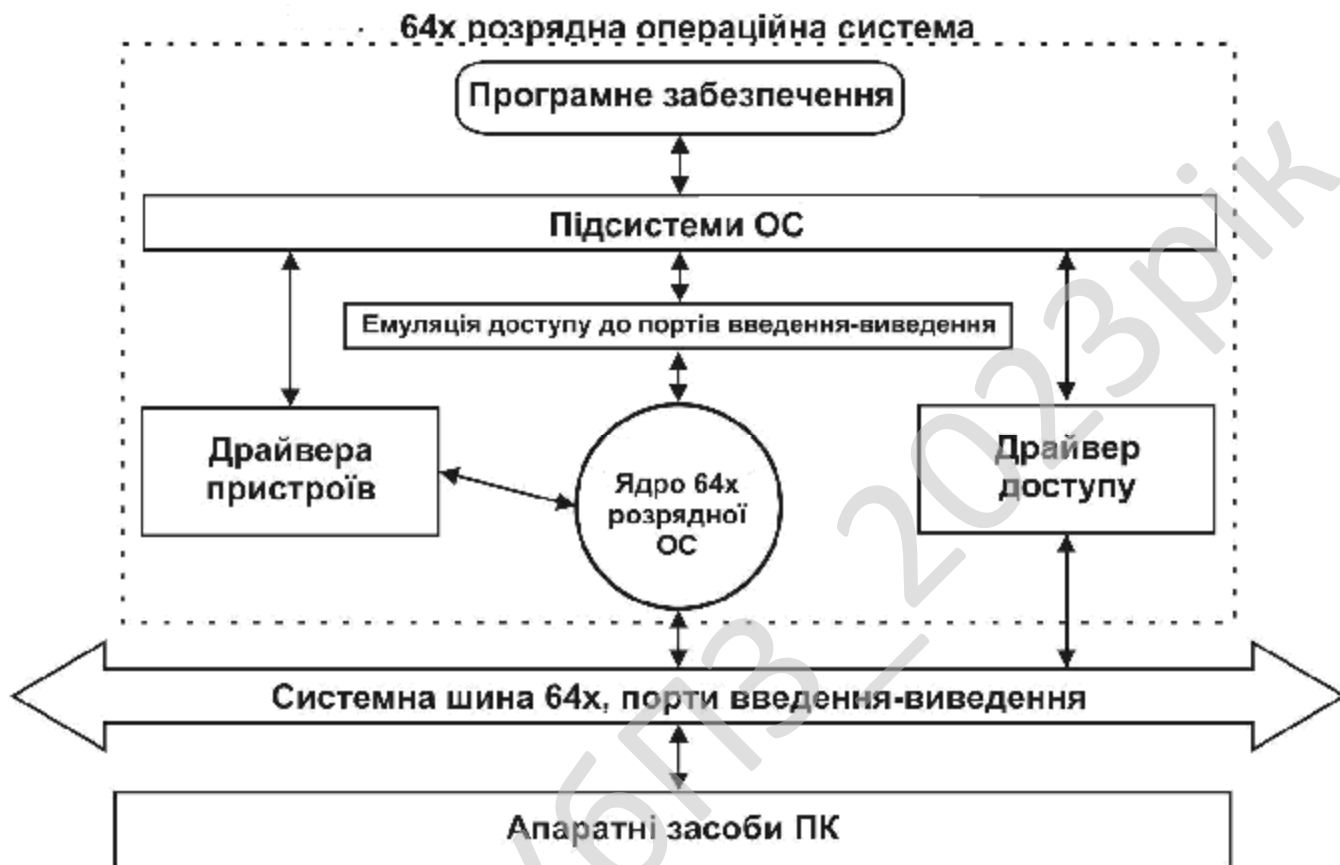 64х розрядна операційна система
Програмне забезпечення
Підсистеми ОС
Емуляція доступу до портів введення-виведення
Драйвера
пристроїв
Ядро 64х
розрядної
ОС
Драйвер
доступу
Системна шина 64х, порти введення-виведення
Апаратні засоби ПК
бПЗ_2023рік